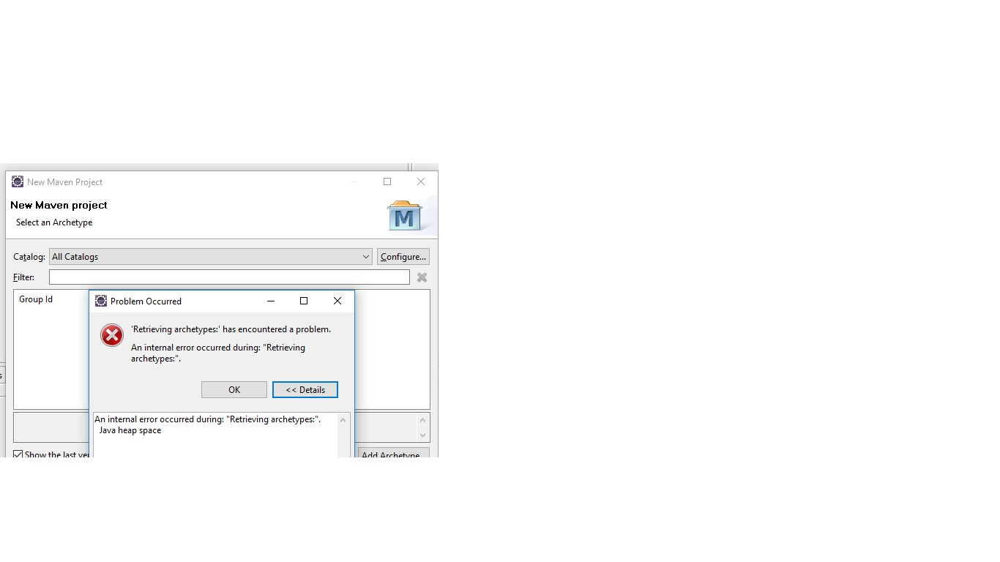 New Maven Project
New Maven project
Select an Archetype
Catalog: All Catalogs Configure...
Filter:
Group Id
Problem Occurred
'Retrieving archetypes:' has encountered a problem.
An internal error occurred during: "Retrieving
archetypes:".
OK << Details
An internal error occurred during: "Retrieving archetypes:".
Java heap space
Show the last ver
Add Archetype...